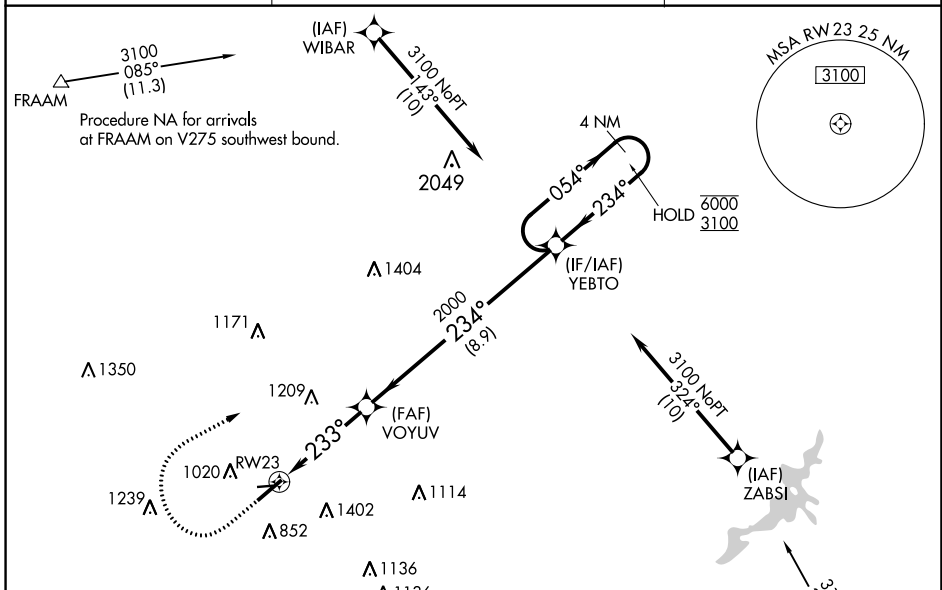 (IAF)
WIBAR
MSA RW 23 25 NM
3100
3100
085°
(11.3)
FRAAM
3100 NoPT
143°
(10)
Procedure NA for arrivals
at FRAAM on V275 southwest bound.
4 NM
2049
054°
234°
HOLD 6000
3100
(IF/IAF)
YEBTO
1404
2000
234°
(8.9)
1171
1350
1209
(FAF)
VOYUV
3100 NoPT
324°
(10)
233°
1020
RW23
(IAF)
ZABSI
1239
1114
1402
852
1136